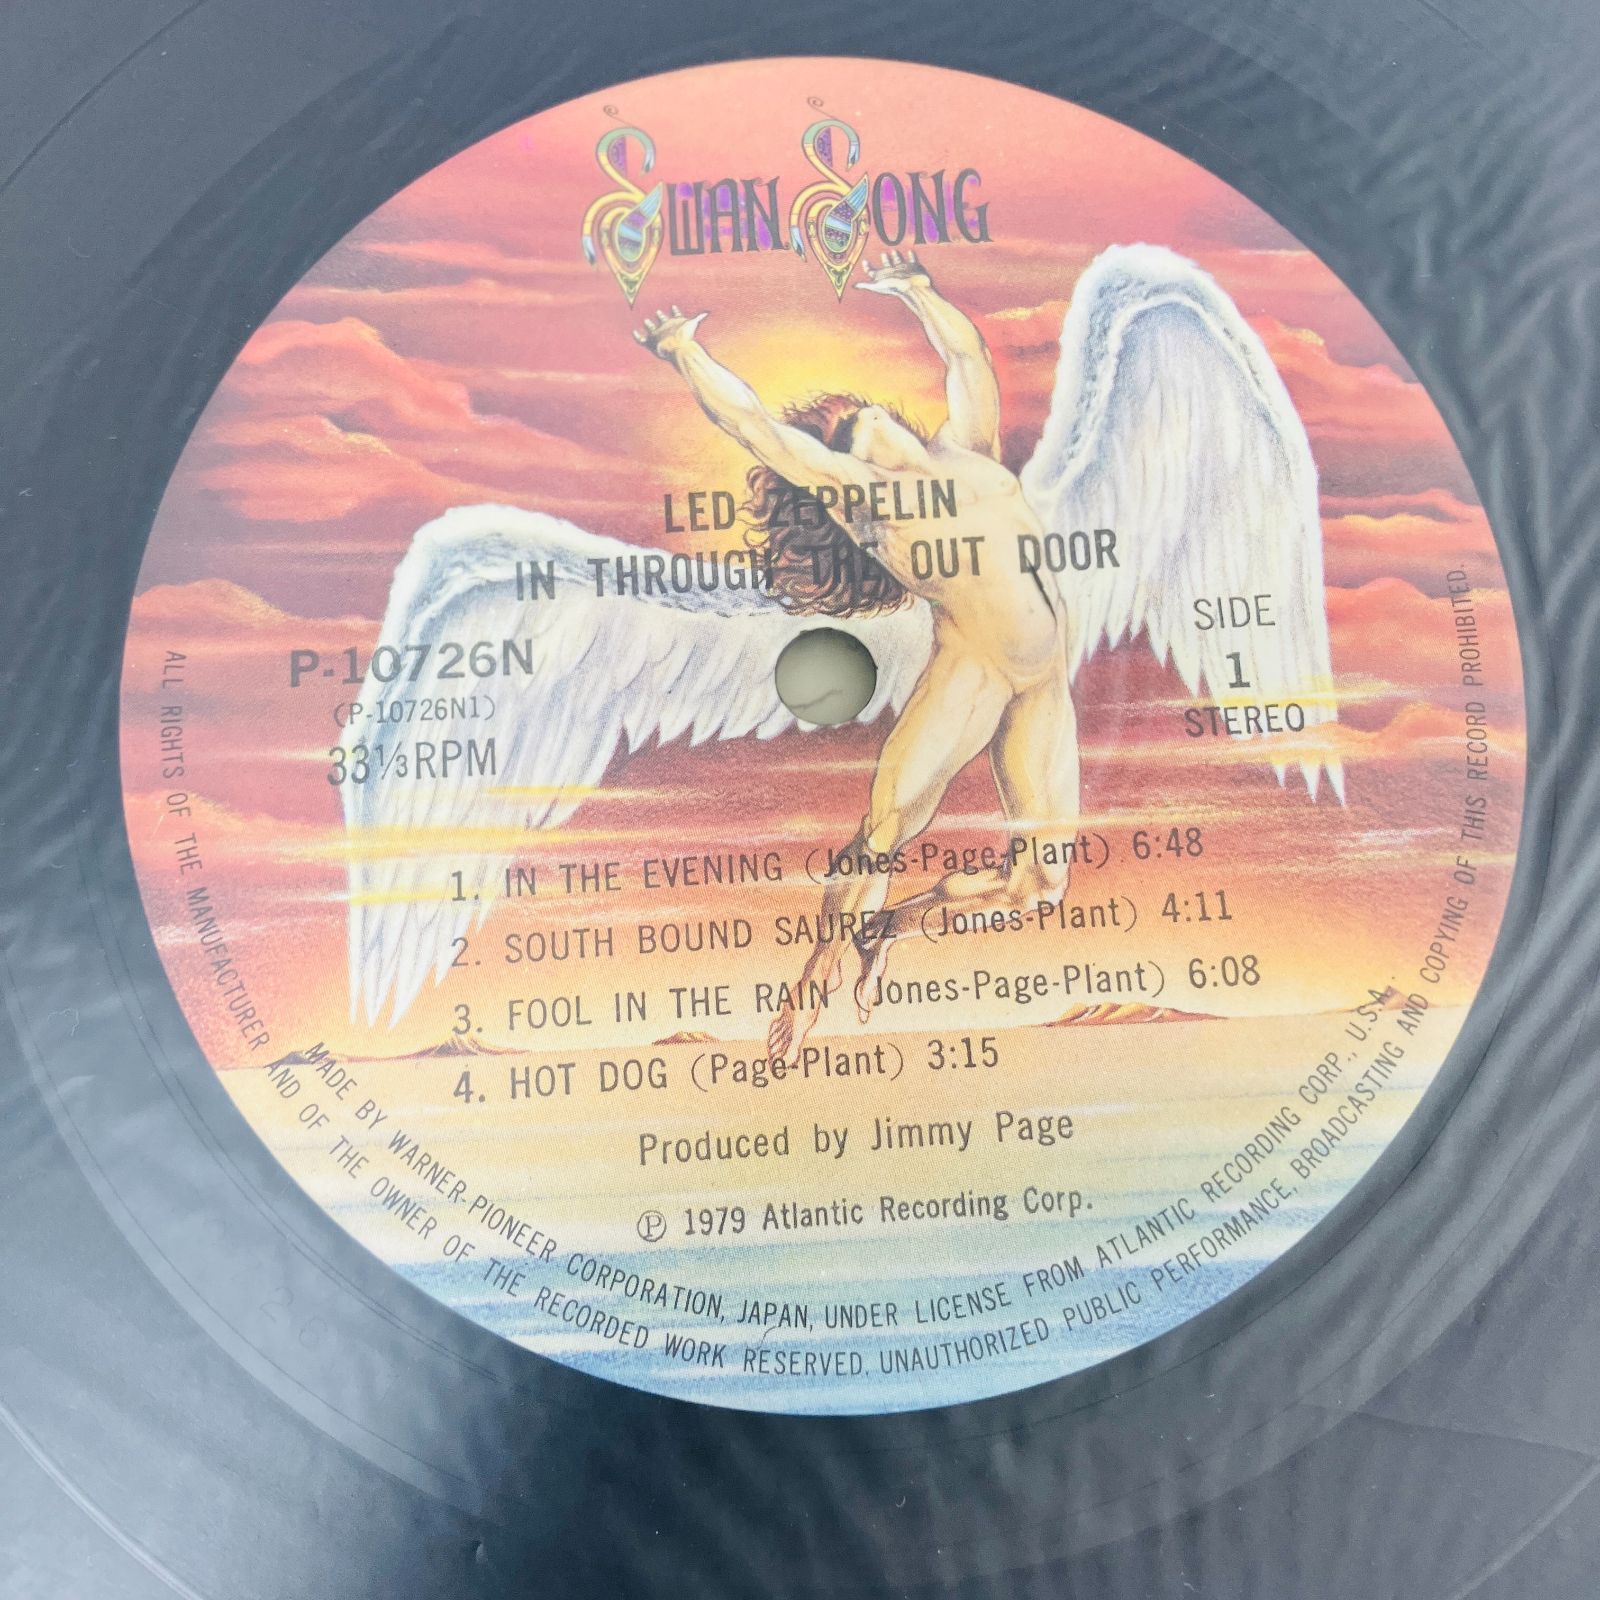 SWAN SONG
LED ZEPPELIN
IN THROUGH THE OUT DOOR
P-10726N
(P-10726N1)
33⅓RPM
SIDE
1
STEREO
1. IN THE EVENING (Jones-Page-Plant) 6:48
2. SOUTH BOUND SAUREZ (Jones-Plant) 4:11
3. FOOL IN THE RAIN (Jones-Page-Plant) 6:08
4. HOT DOG (Page-Plant) 3:15
Produced by Jimmy Page
Ⓟ 1979 Atlantic Recording Corp.
MADE BY WARNER-PIONEER CORPORATION, JAPAN, UNDER LICENSE FROM ATLANTIC RECORDING CORP., U.S.A.
ALL RIGHTS OF THE MANUFACTURER AND OF THE OWNER OF THE RECORDED WORK RESERVED. UNAUTHORIZED PUBLIC PERFORMANCE, BROADCASTING AND COPYING OF THIS RECORD PROHIBITED.